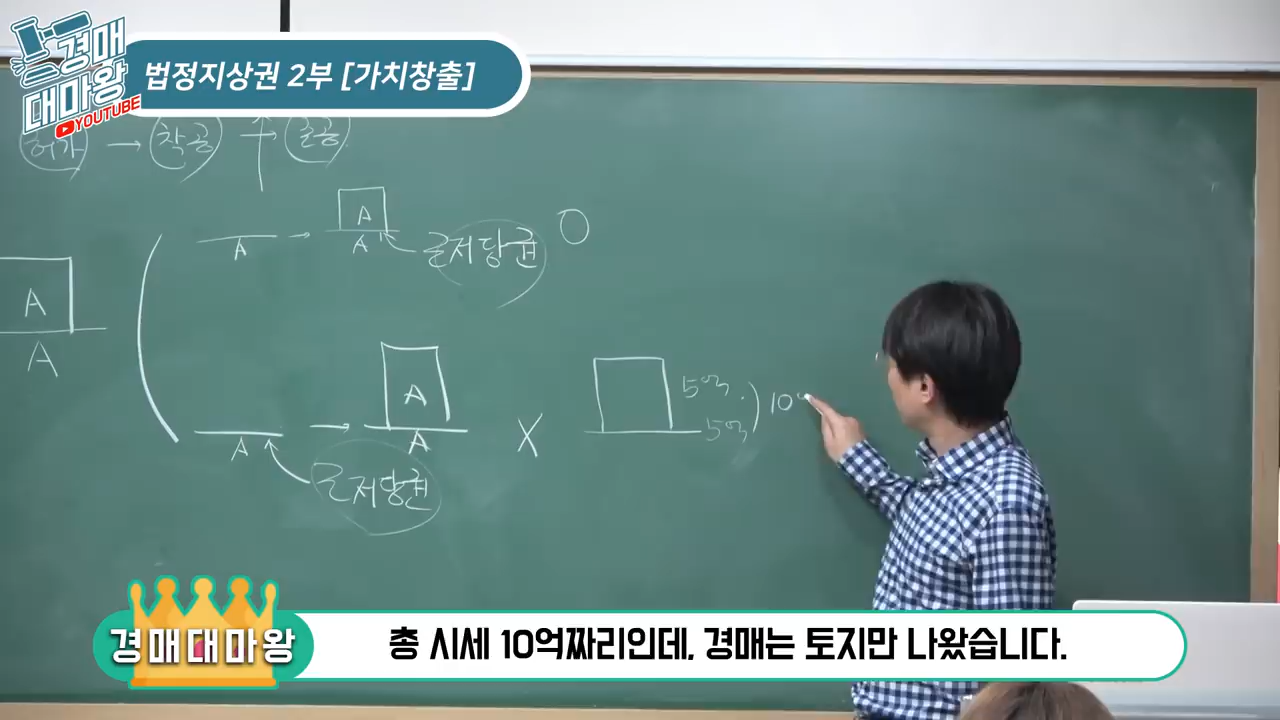 경매
대마왕
YOUTUBE
법정지상권 2부 [가치창출]
허가 → 착공 준공
A
A 근저당권 O
A
A
A
A
A
A X
근저당권
5억
5억
10억
경매대마왕
총 시세 10억짜리인데, 경매는 토지만 나왔습니다.